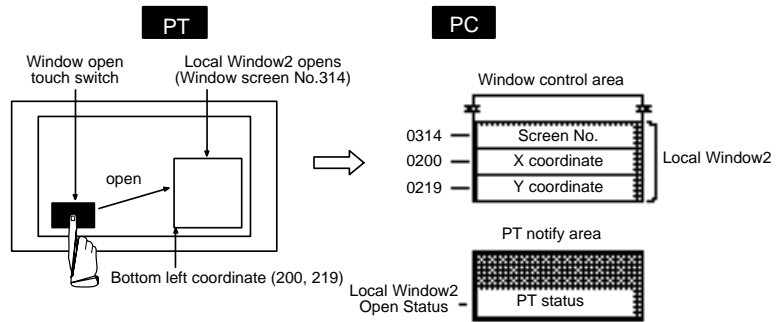 PT
PC
Window open
touch switch
Local Window2 opens
(Window screen No.314)
open
Bottom left coordinate (200, 219)
Window control area
0314
Screen No.
0200
X coordinate
0219
Y coordinate
Local Window2
PT notify area
Local Window2
Open Status
PT status